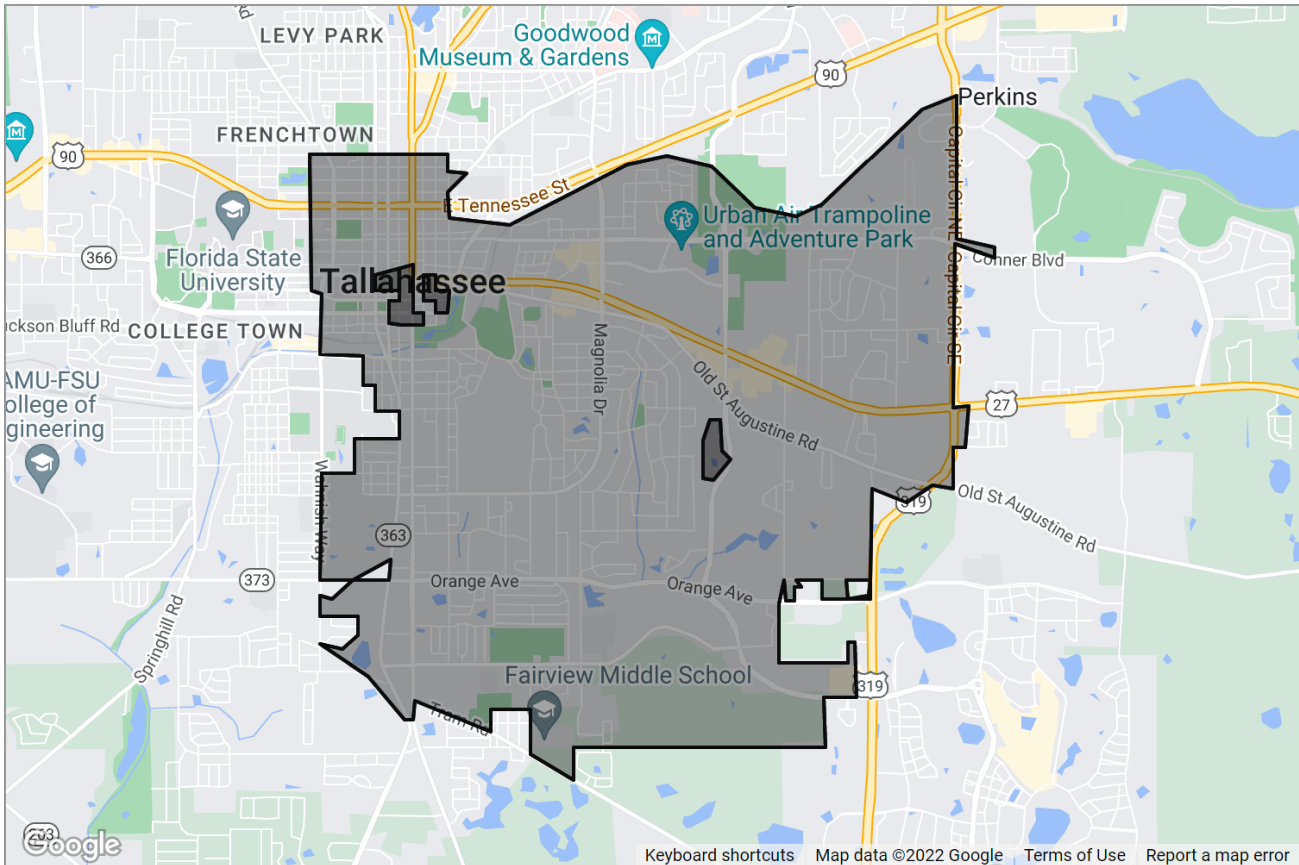 LEVY PARK
Goodwood
Museum & Gardens
90
Perkins
FRENCHTOWN
90
E Tennessee St
Capital Cir NE
Urban Air Trampoline
and Adventure Park
366
Florida State
University
Conner Blvd
Tallahassee
Capital Cir SE
ckson Bluff Rd
COLLEGE TOWN
Magnolia Dr
AMU-FSU
ollege of
gineering
Old St Augustine Rd
27
Wahnish Way
319
Old St Augustine Rd
363
373
Orange Ave
Orange Ave
Springhill Rd
Fairview Middle School
319
Tram Rd
263
Google
Keyboard shortcuts
Map data ©2022 Google
Terms of Use
Report a map error